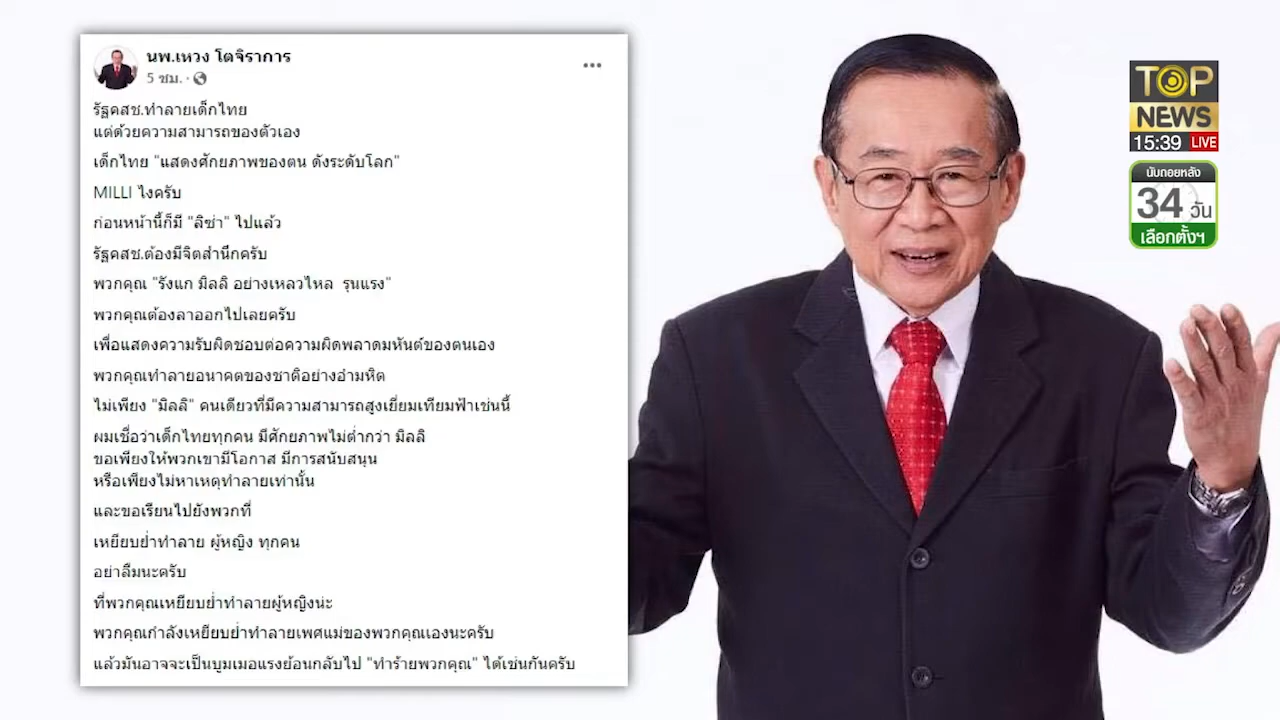 นพ.เหวง โตจิราการ
5 ชม. ·
รัฐคสช.ทำลายเด็กไทย
แต่ด้วยความสามารถของตัวเอง
เด็กไทย "แสดงศักยภาพของตน ดังระดับโลก"
MILLI ไงครับ
ก่อนหน้านี้ก็มี "ลิซ่า" ไปแล้ว
รัฐคสช.ต้องมีจิตสำนึกครับ
พวกคุณ "รังแก มิลลิ อย่างเหลวไหล รุนแรง"
พวกคุณต้องลาออกไปเลยครับ
เพื่อแสดงความรับผิดชอบต่อความผิดพลาดมหันต์ของตนเอง
พวกคุณทำลายอนาคตของชาติอย่างอำมหิต
ไม่เพียง "มิลลิ" คนเดียวที่มีความสามารถสูงเยี่ยมเทียมฟ้าเช่นนี้
ผมเชื่อว่าเด็กไทยทุกคน มีศักยภาพไม่ต่ำกว่า มิลลิ
ขอเพียงให้พวกเขามีโอกาส มีการสนับสนุน
หรือเพียงไม่หาเหตุทำลายเท่านั้น
และขอเรียนไปยังพวกที่
เหยียบย่ำทำลาย ผู้หญิง ทุกคน
อย่าลืมนะครับ
ที่พวกคุณเหยียบย่ำทำลายผู้หญิงน่ะ
พวกคุณกำลังเหยียบย่ำทำลายเพศแม่ของพวกคุณเองนะครับ
แล้วมันอาจจะเป็นบูมเมอแรงย้อนกลับไป "ทำร้ายพวกคุณ" ได้เช่นกันครับ
TOP
NEWS
15:39 LIVE
นับถอยหลัง
34 วัน
เลือกตั้งฯ